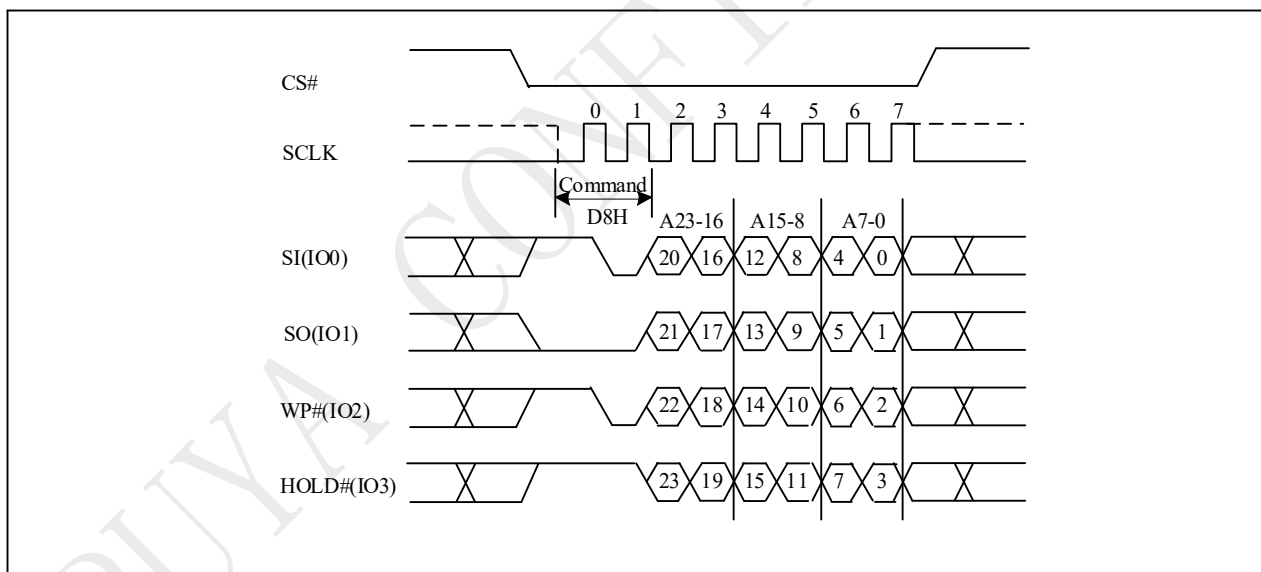 CS#
0 1 2 3 4 5 6 7
SCLK
Command
D8H
A23-16 A15-8 A7-0
SI(IO0) 20 16 12 8 4 0
SO(IO1) 21 17 13 9 5 1
WP#(IO2) 22 18 14 10 6 2
HOLD#(IO3) 23 19 15 11 7 3
PUYA CONF